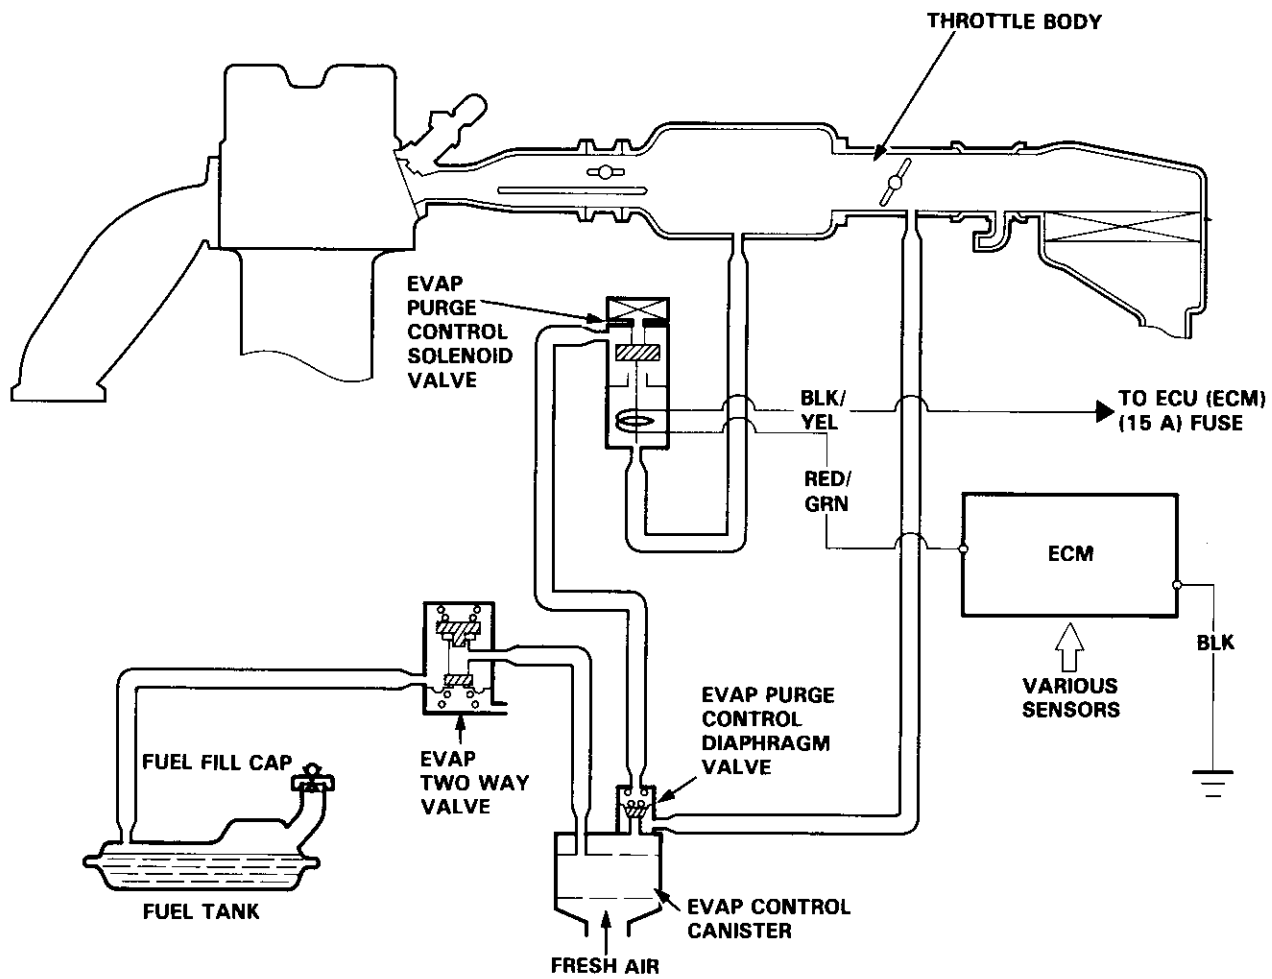 THROTTLE BODY
EVAP
PURGE
CONTROL
SOLENOID
VALVE
BLK/
YEL
TO ECU (ECM)
(15 A) FUSE
RED/
GRN
ECM
BLK
VARIOUS
SENSORS
EVAP PURGE
CONTROL
DIAPHRAGM
VALVE
FUEL FILL CAP
EVAP
TWO WAY
VALVE
FUEL TANK
EVAP CONTROL
CANISTER
FRESH AIR